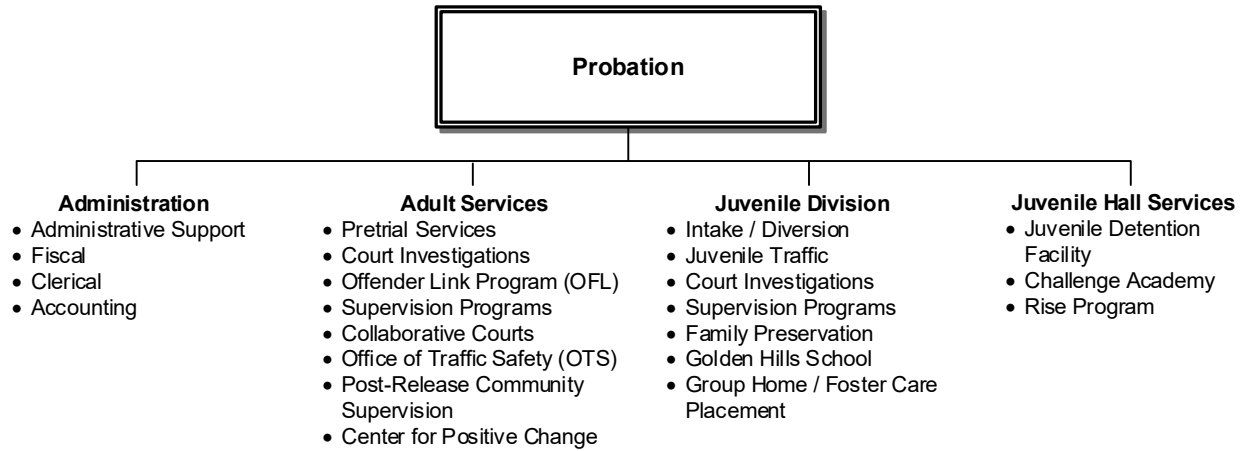 Probation
Administration
• Administrative Support
• Fiscal
• Clerical
• Accounting
Adult Services
• Pretrial Services
• Court Investigations
• Offender Link Program (OFL)
• Supervision Programs
• Collaborative Courts
• Office of Traffic Safety (OTS)
• Post-Release Community
Supervision
• Center for Positive Change
Juvenile Division
• Intake / Diversion
• Juvenile Traffic
• Court Investigations
• Supervision Programs
• Family Preservation
• Golden Hills School
• Group Home / Foster Care
Placement
Juvenile Hall Services
• Juvenile Detention
Facility
• Challenge Academy
• Rise Program